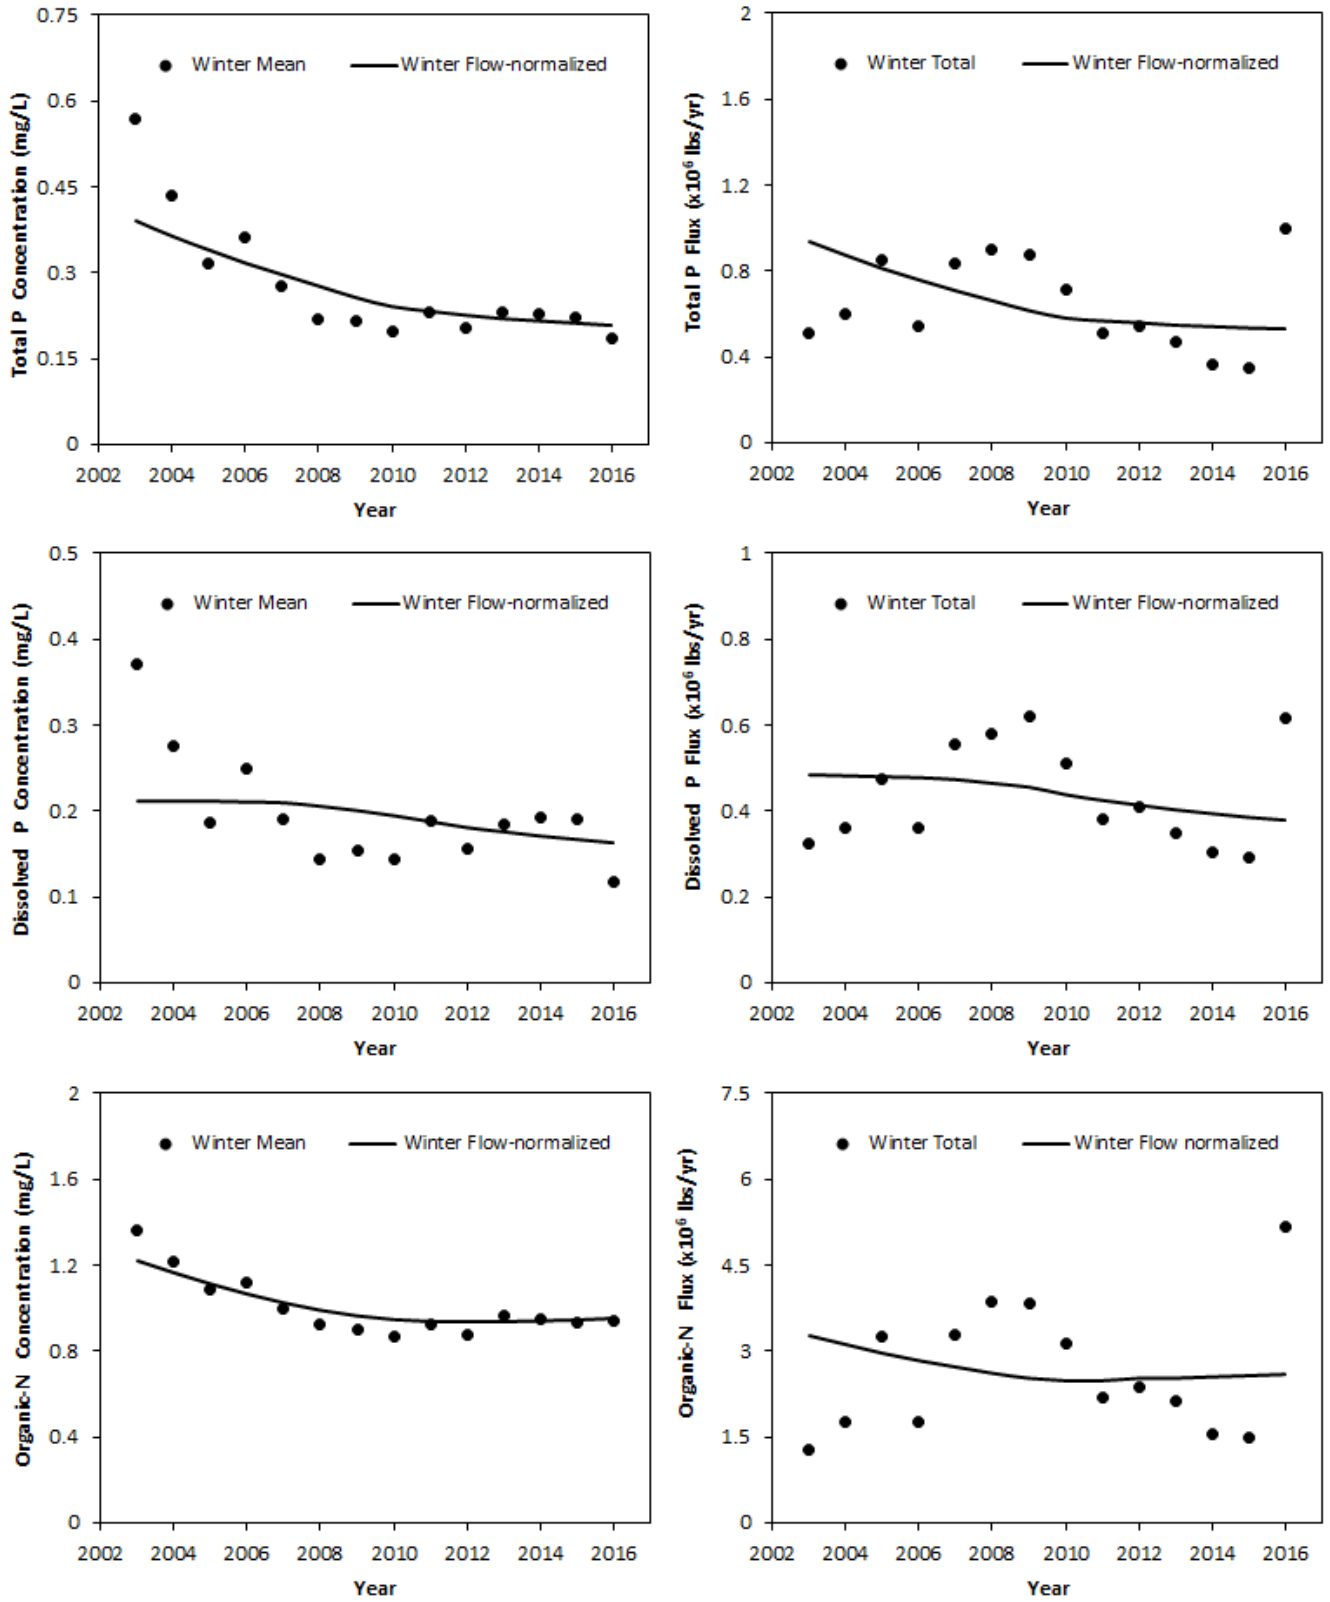 Total P Concentration (mg/L)
0.75
0.6
0.45
0.3
0.15
0
Winter Mean Winter Flow-normalized
2002 2004 2006 2008 2010 2012 2014 2016
Year
Total P Flux (x10⁶ lbs/yr)
2
1.6
1.2
0.8
0.4
0
Winter Total Winter Flow-normalized
2002 2004 2006 2008 2010 2012 2014 2016
Year
Dissolved P Concentration (mg/L)
0.5
0.4
0.3
0.2
0.1
0
Winter Mean Winter Flow-normalized
2002 2004 2006 2008 2010 2012 2014 2016
Year
Dissolved P Flux (x10⁶ lbs/yr)
1
0.8
0.6
0.4
0.2
0
Winter Total Winter Flow-normalized
2002 2004 2006 2008 2010 2012 2014 2016
Year
Organic-N Concentration (mg/L)
2
1.6
1.2
0.8
0.4
0
Winter Mean Winter Flow-normalized
2002 2004 2006 2008 2010 2012 2014 2016
Year
Organic-N Flux (x10⁶ lbs/yr)
7.5
6
4.5
3
1.5
0
Winter Total Winter Flow normalized
2002 2004 2006 2008 2010 2012 2014 2016
Year